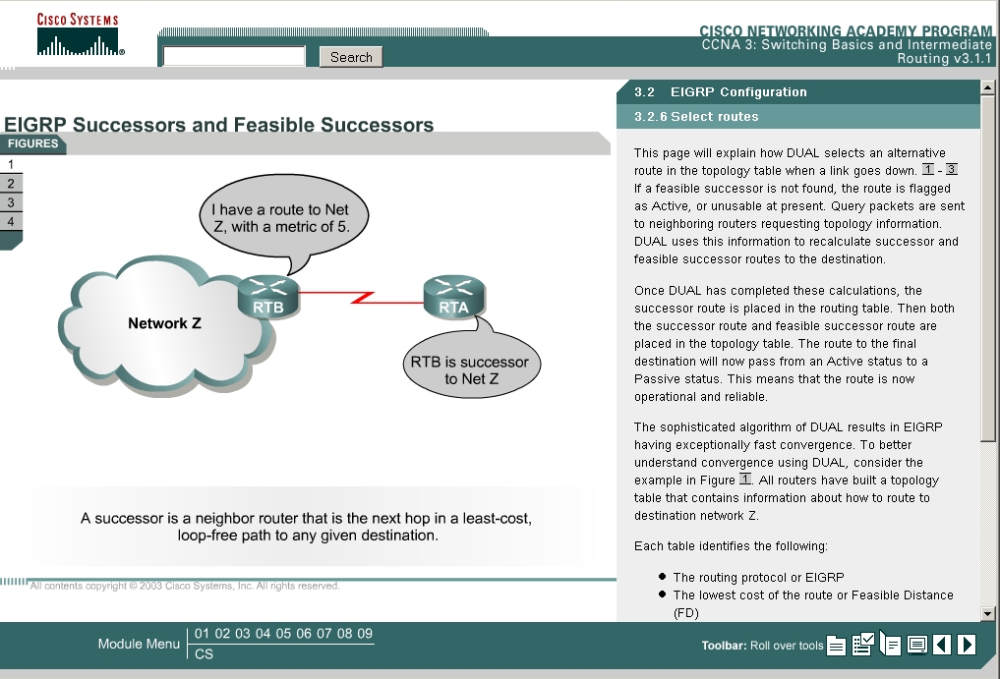 CISCO SYSTEMS
®
Search
CISCO NETWORKING ACADEMY PROGRAM
CCNA 3: Switching Basics and Intermediate
Routing v3.1.1
EIGRP Successors and Feasible Successors
FIGURES
1
2
3
4
I have a route to Net
Z, with a metric of 5.
RTB
RTA
Network Z
RTB is successor
to Net Z
A successor is a neighbor router that is the next hop in a least-cost,
loop-free path to any given destination.
All contents copyright © 2003 Cisco Systems, Inc. All rights reserved.
3.2 EIGRP Configuration
3.2.6 Select routes
This page will explain how DUAL selects an alternative
route in the topology table when a link goes down. 1 - 3
If a feasible successor is not found, the route is flagged
as Active, or unusable at present. Query packets are sent
to neighboring routers requesting topology information.
DUAL uses this information to recalculate successor and
feasible successor routes to the destination.
Once DUAL has completed these calculations, the
successor route is placed in the routing table. Then both
the successor route and feasible successor route are
placed in the topology table. The route to the final
destination will now pass from an Active status to a
Passive status. This means that the route is now
operational and reliable.
The sophisticated algorithm of DUAL results in EIGRP
having exceptionally fast convergence. To better
understand convergence using DUAL, consider the
example in Figure 1. All routers have built a topology
table that contains information about how to route to
destination network Z.
Each table identifies the following:
● The routing protocol or EIGRP
● The lowest cost of the route or Feasible Distance
(FD)
Module Menu
01 02 03 04 05 06 07 08 09
CS
Toolbar: Roll over tools